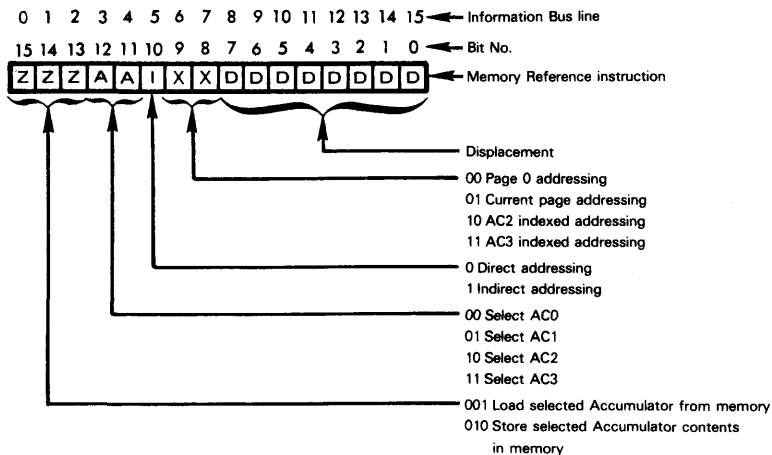 0 1 2 3 4 5 6 7 8 9 10 11 12 13 14 15 Information Bus line
15 14 13 12 11 10 9 8 7 6 5 4 3 2 1 0 Bit No.
Z Z Z A A I X X D D D D D D D D Memory Reference instruction
Displacement
00 Page 0 addressing
01 Current page addressing
10 AC2 indexed addressing
11 AC3 indexed addressing
0 Direct addressing
1 Indirect addressing
00 Select AC0
01 Select AC1
10 Select AC2
11 Select AC3
001 Load selected Accumulator from memory
010 Store selected Accumulator contents
in memory